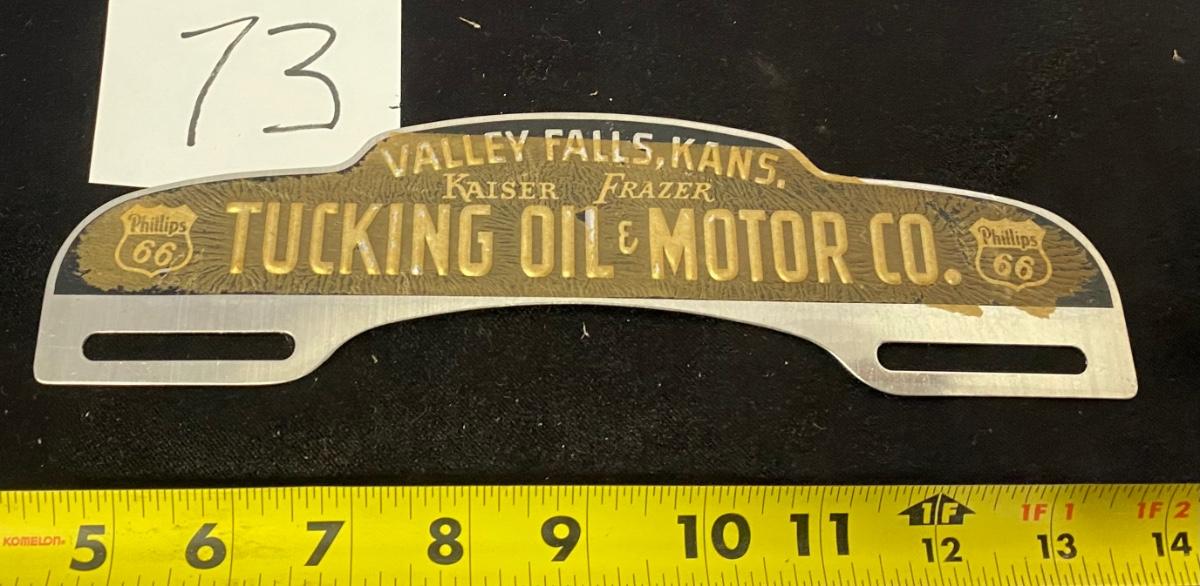 73
VALLEY FALLS, KANS.
KAISER FRAZER
Phillips 66
TUCKING OIL & MOTOR CO.
Phillips 66
KOMELON®
5 6 7 8 9 10 11 1F 12 1F 1 13 1F 2 14